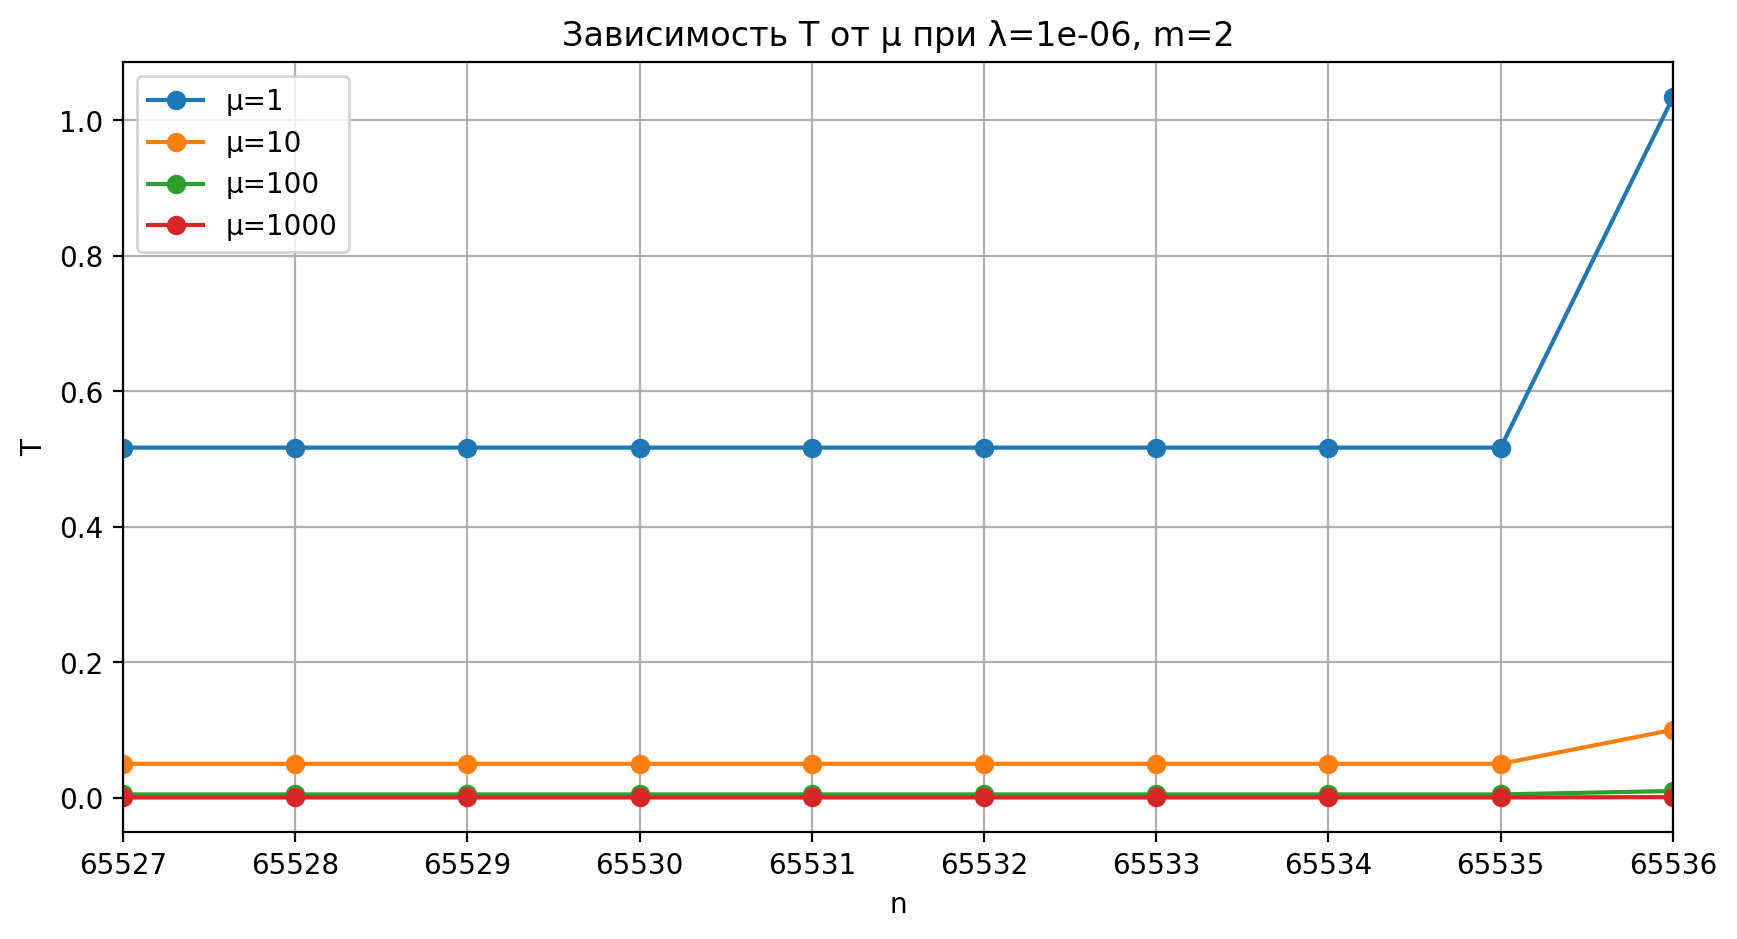 Зависимость T от μ при λ=1e-06, m=2
μ=1
μ=10
μ=100
μ=1000
1.0
0.8
0.6
0.4
0.2
0.0
T
65527 65528 65529 65530 65531 65532 65533 65534 65535 65536
n